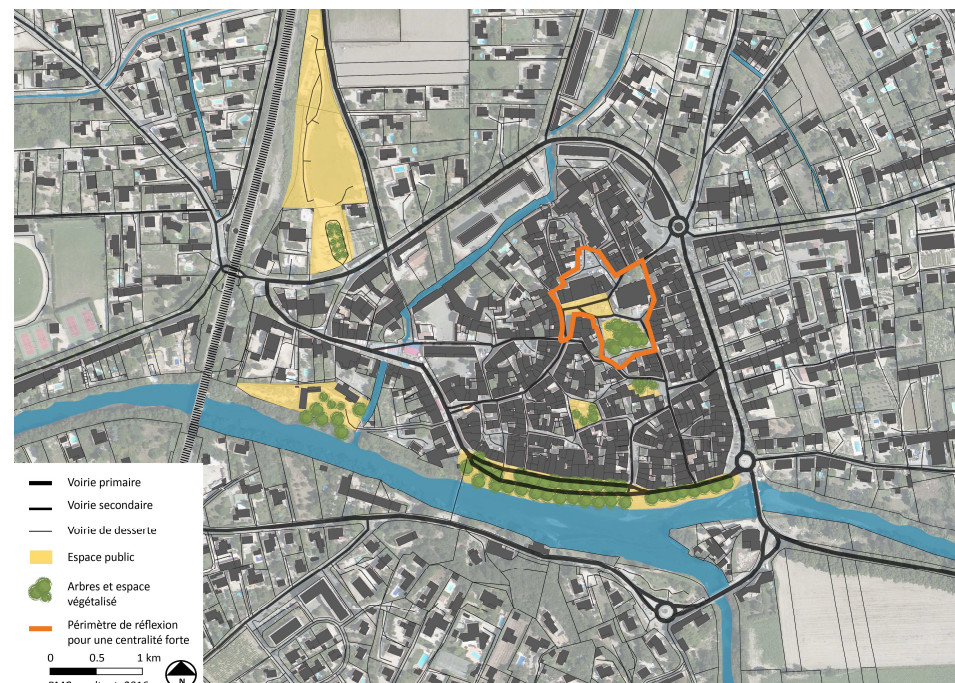 Voirie primaire
Voirie secondaire
Voirie de desserte
Espace public
Arbres et espace
végétalisé
Périmètre de réflexion
pour une centralité forte
0 0.5 1 km
N